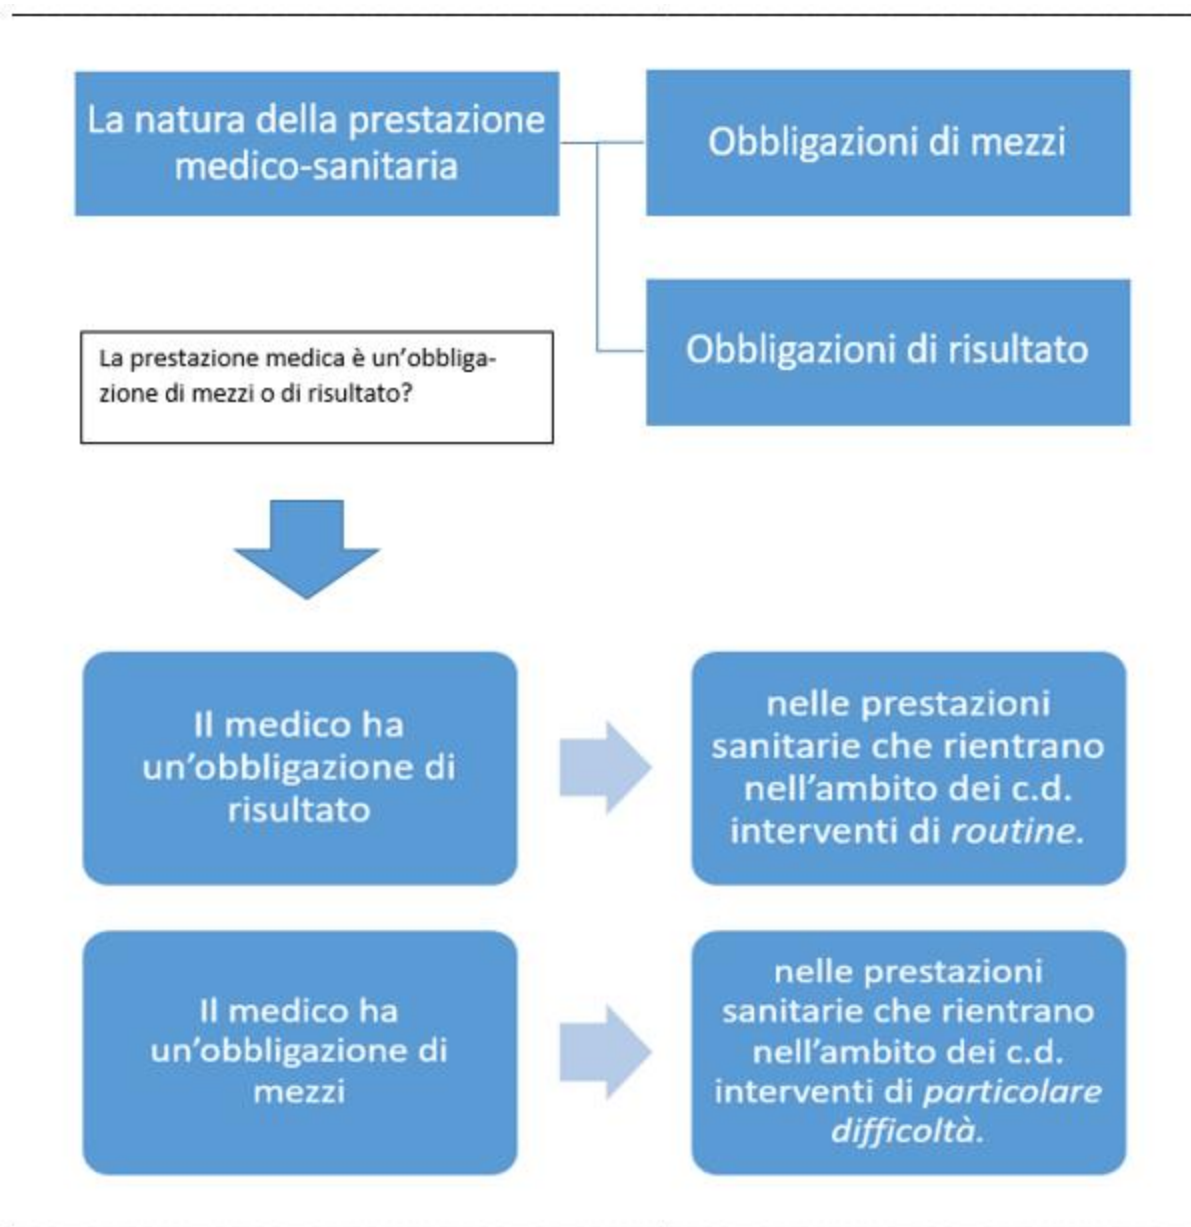 La natura della prestazione
medico-sanitaria
Obbligazioni di mezzi
Obbligazioni di risultato
La prestazione medica è un’obbliga-
zione di mezzi o di risultato?
Il medico ha
un’obbligazione di
risultato
nelle prestazioni
sanitarie che rientrano
nell’ambito dei c.d.
interventi di routine.
Il medico ha
un’obbligazione di
mezzi
nelle prestazioni
sanitarie che rientrano
nell’ambito dei c.d.
interventi di particolare
difficoltà.